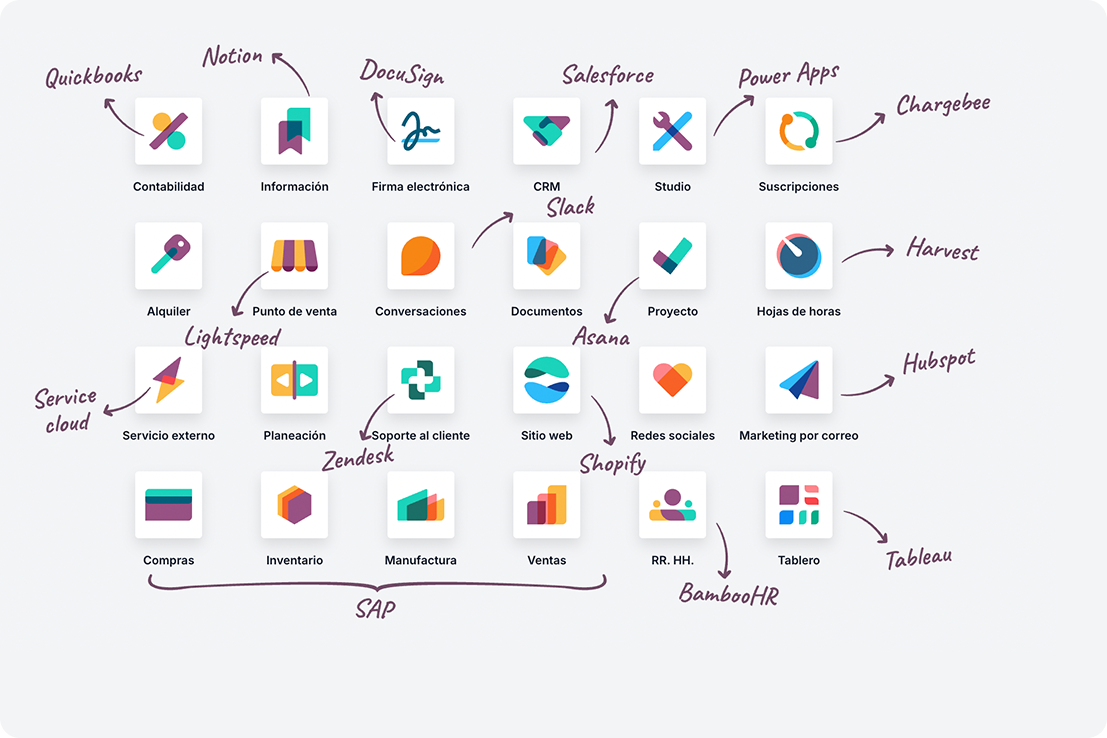 Quickbooks
Notion
DocuSign
Salesforce
Power Apps
Chargebee
Contabilidad
Información
Firma electrónica
CRM
Studio
Suscripciones
Slack
Harvest
Alquiler
Punto de venta
Conversaciones
Documentos
Proyecto
Hojas de horas
Lightspeed
Asana
Hubspot
Service
cloud
Servicio externo
Planeación
Soporte al cliente
Sitio web
Redes sociales
Marketing por correo
Zendesk
Shopify
Compras
Inventario
Manufactura
Ventas
RR. HH.
Tablero
Tableau
SAP
BambooHR